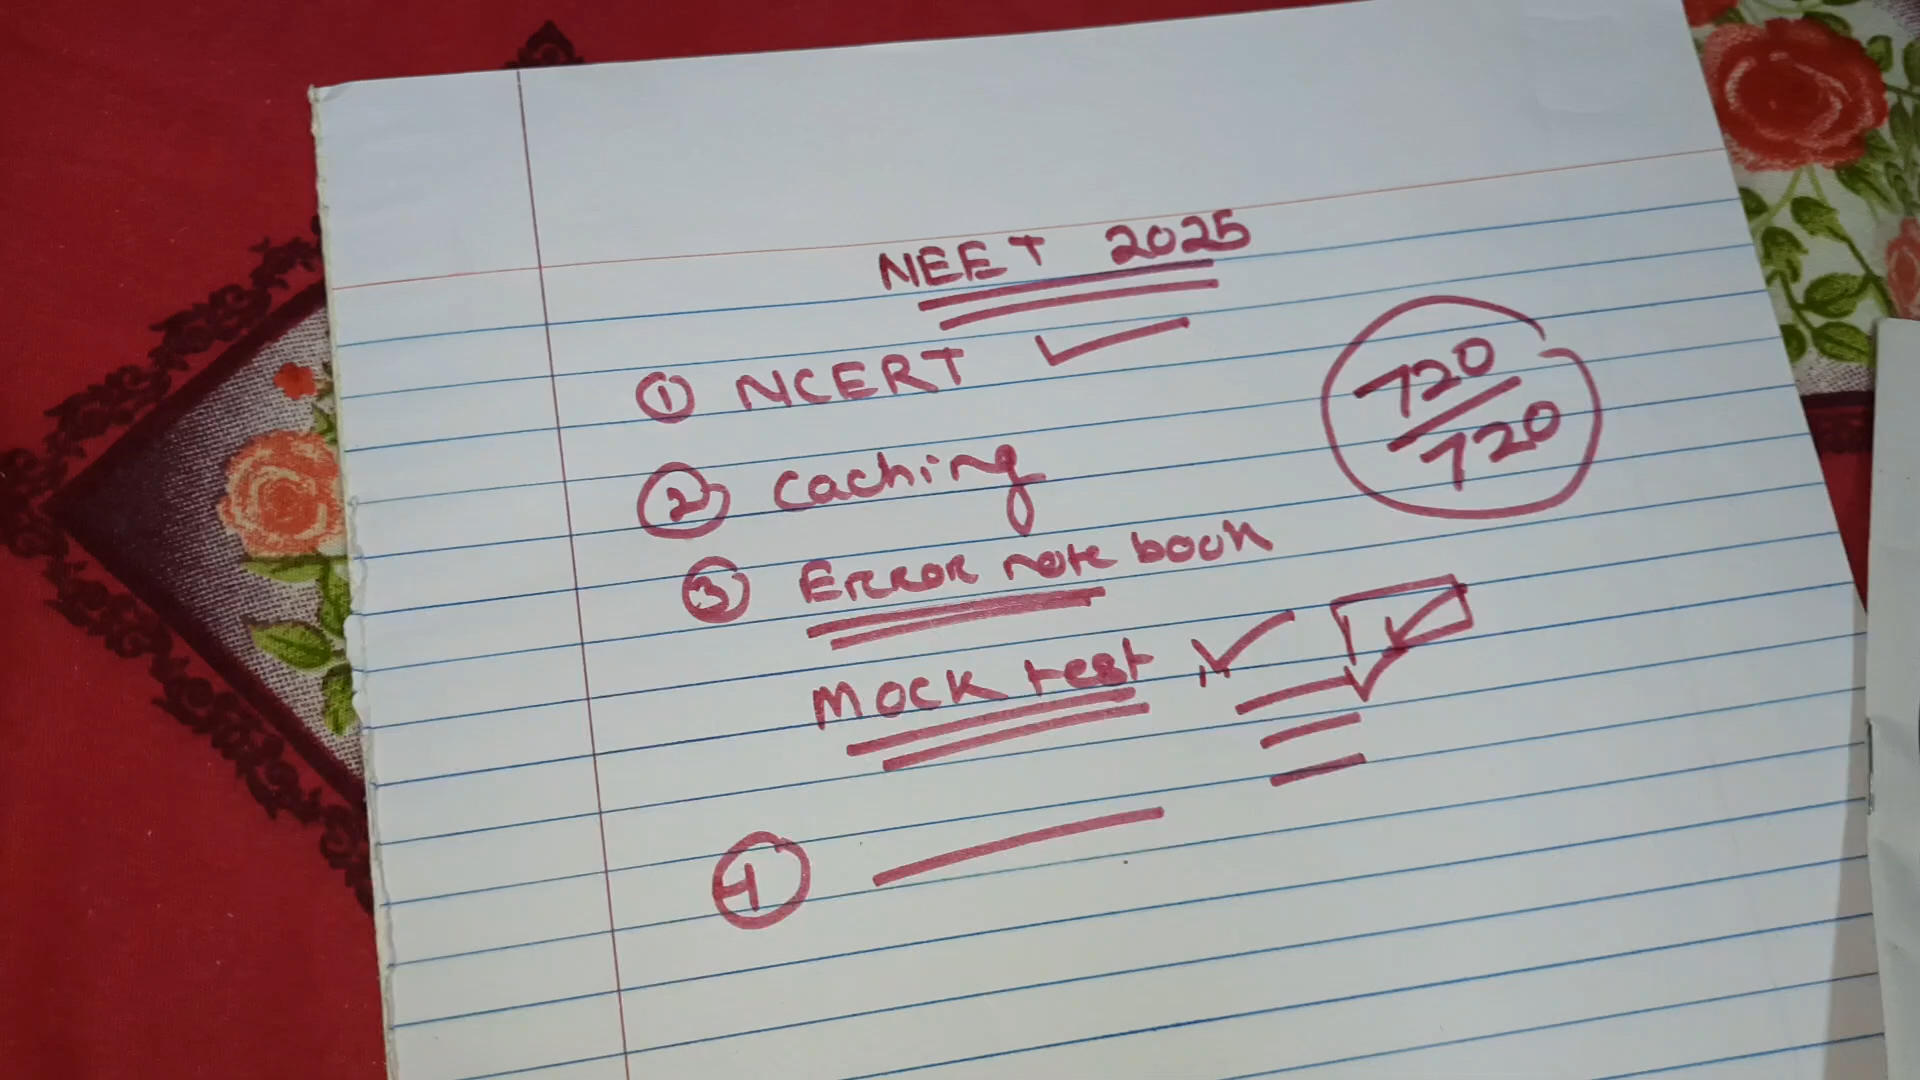 NEET 2025
① NCERT ✓
720/720
② Caching
③ Error note book
Mock test ✓
④